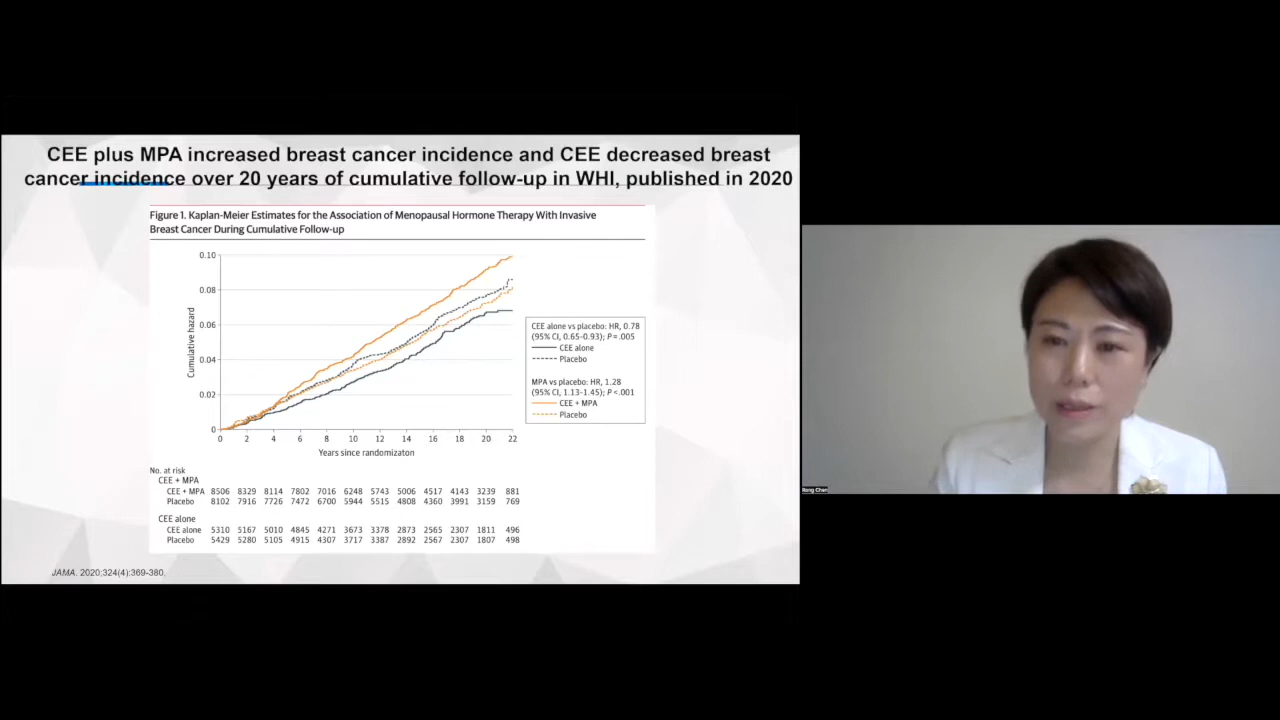 CEE plus MPA increased breast cancer incidence and CEE decreased breast
cancer incidence over 20 years of cumulative follow-up in WHI, published in 2020
Figure 1. Kaplan-Meier Estimates for the Association of Menopausal Hormone Therapy With Invasive
Breast Cancer During Cumulative Follow-up
0.10
0.08
0.06
0.04
0.02
0
Cumulative hazard
0 2 4 6 8 10 12 14 16 18 20 22
Years since randomizaton
CEE alone vs placebo: HR, 0.78
(95% CI, 0.65-0.93); P = .005
CEE alone
Placebo
MPA vs placebo: HR, 1.28
(95% CI, 1.13-1.45); P <.001
CEE + MPA
Placebo
No. at risk
CEE + MPA
CEE + MPA 8506 8329 8114 7802 7016 6248 5743 5006 4517 4143 3239 881
Placebo 8102 7916 7726 7472 6700 5944 5515 4808 4360 3991 3159 769
CEE alone
CEE alone 5310 5167 5010 4845 4271 3673 3378 2873 2565 2307 1811 496
Placebo 5429 5280 5105 4915 4307 3717 3387 2892 2567 2307 1807 498
JAMA. 2020;324(4):369-380.
Rong Chen